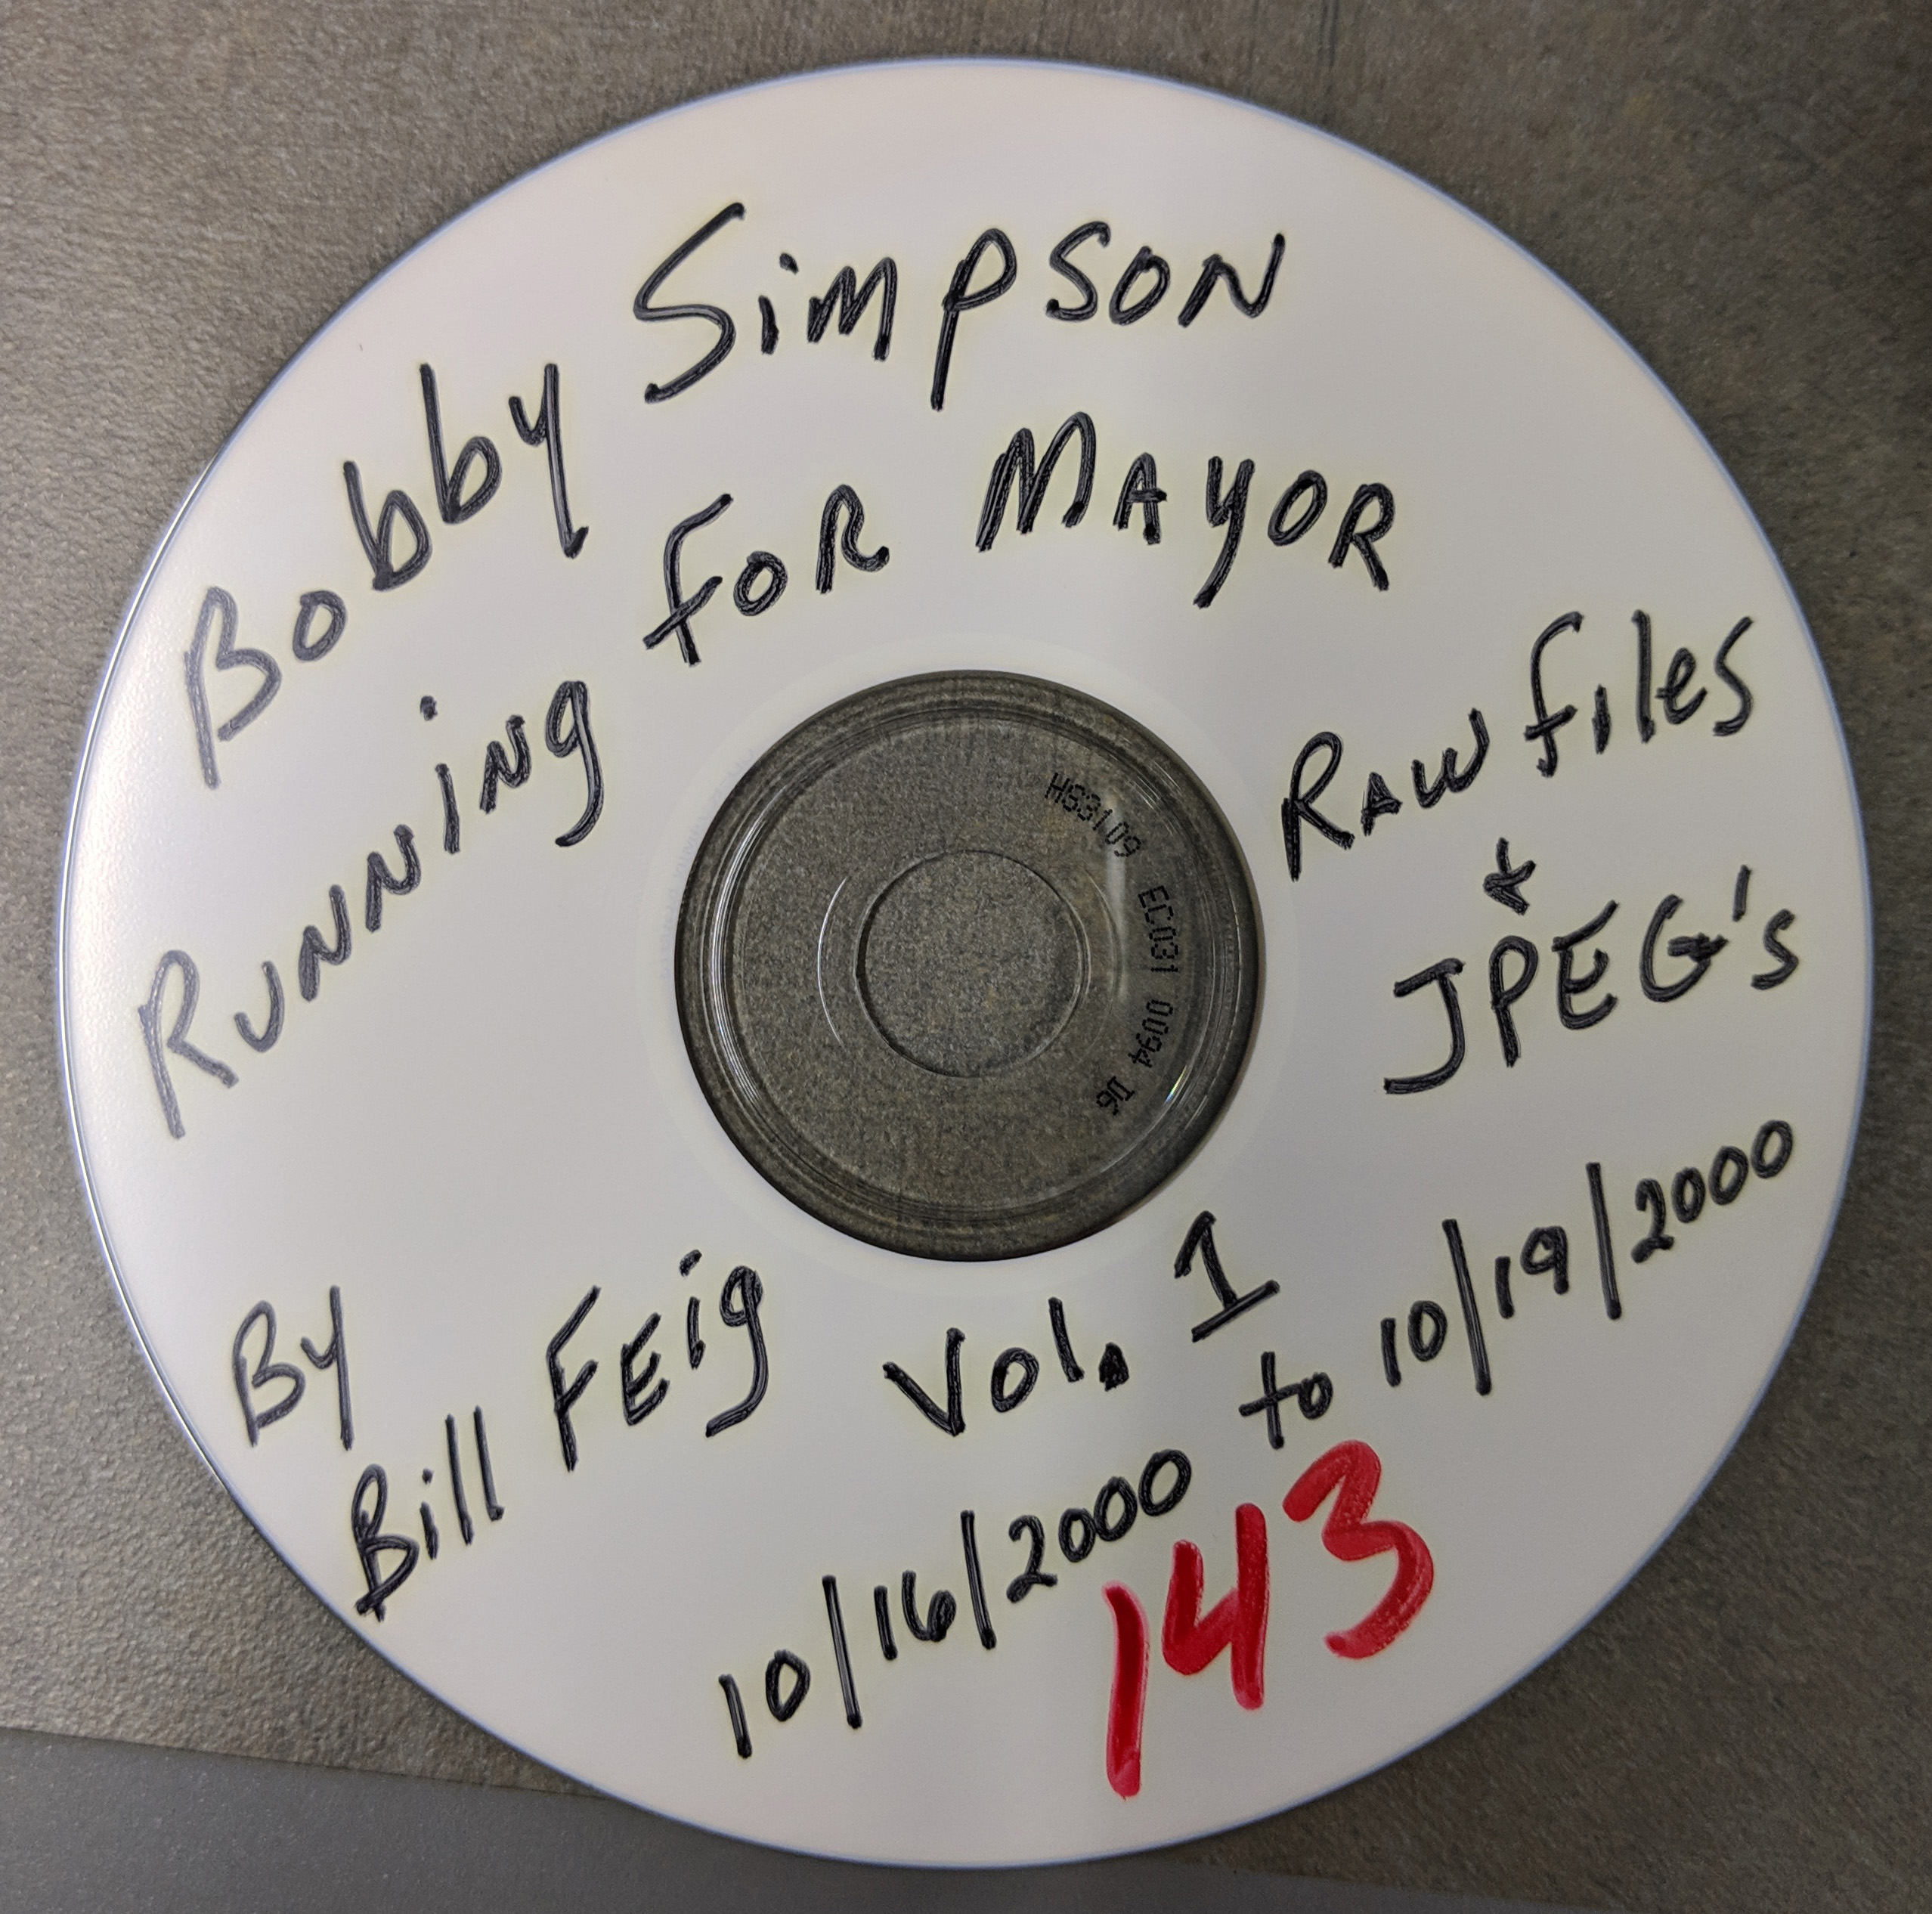 Bobby Simpson
Running For Mayor
Raw Files
&
JPEG's
By
Bill Feig
Vol. 1
10/16/2000 to 10/19/2000
143
HS3109 EC031 0094 D6